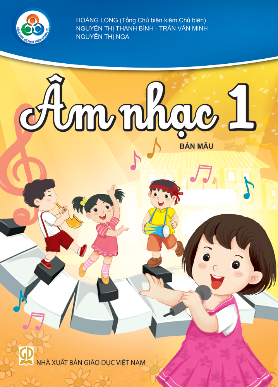 HOÀNG LONG (Tổng Chủ biên kiêm Chủ biên)
NGUYỄN THỊ THANH BÌNH - TRẦN VĂN MINH
NGUYỄN THỊ NGA
Âm nhạc 1
BẢN MẪU
NHÀ XUẤT BẢN GIÁO DỤC VIỆT NAM